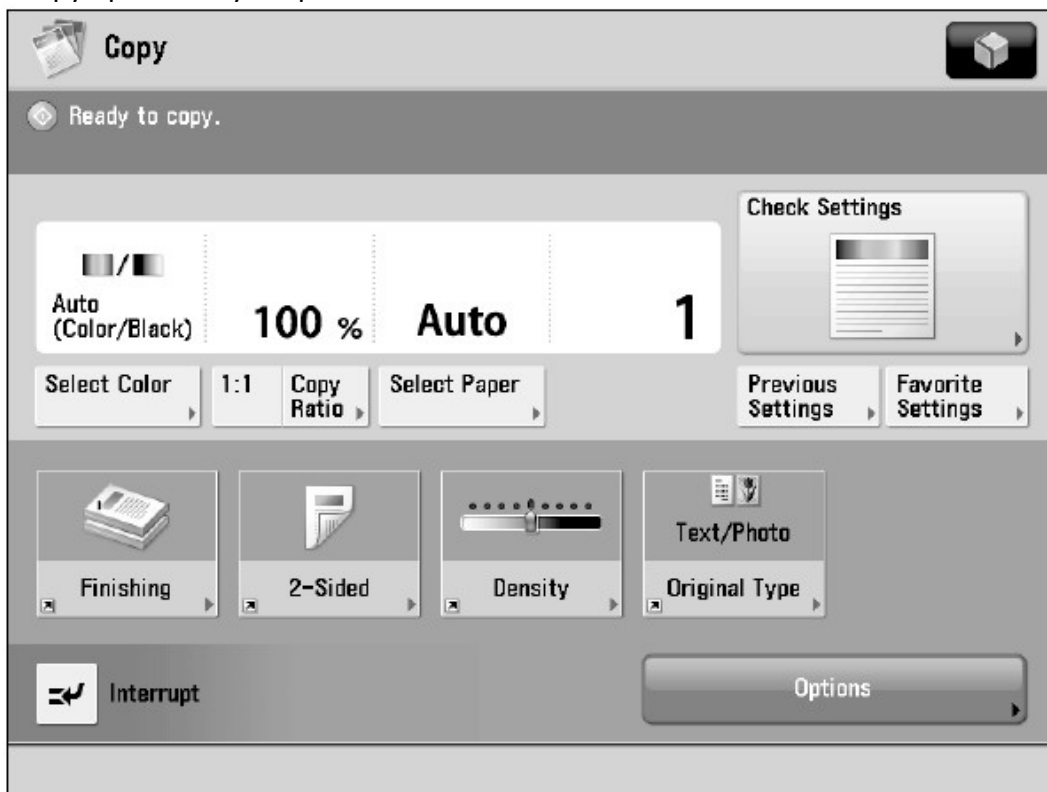 Copy
Ready to copy.
Check Settings
Auto
(Color/Black)
100 %
Auto
1
Select Color
1:1
Copy
Ratio
Select Paper
Previous
Settings
Favorite
Settings
Text/Photo
Finishing
2-Sided
Density
Original Type
Interrupt
Options